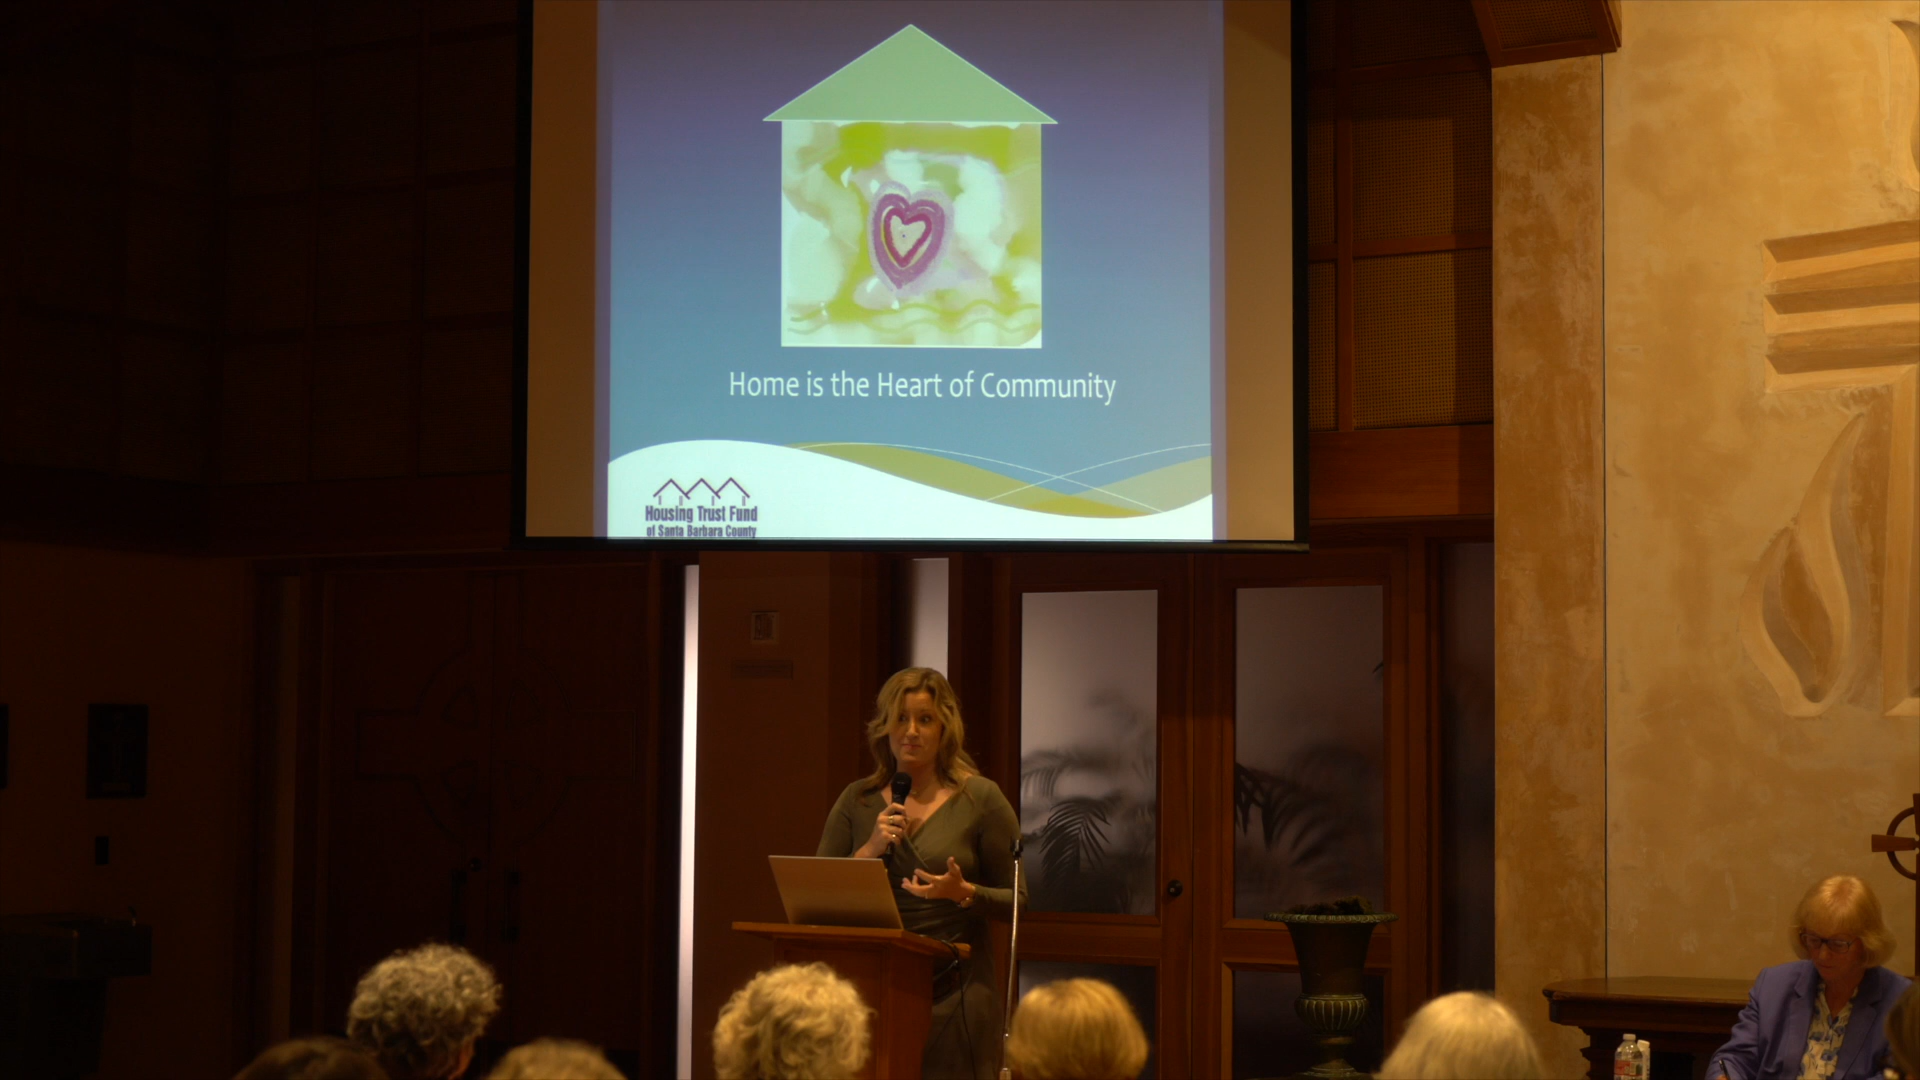 Home is the Heart of Community
Housing Trust Fund
of Santa Barbara County